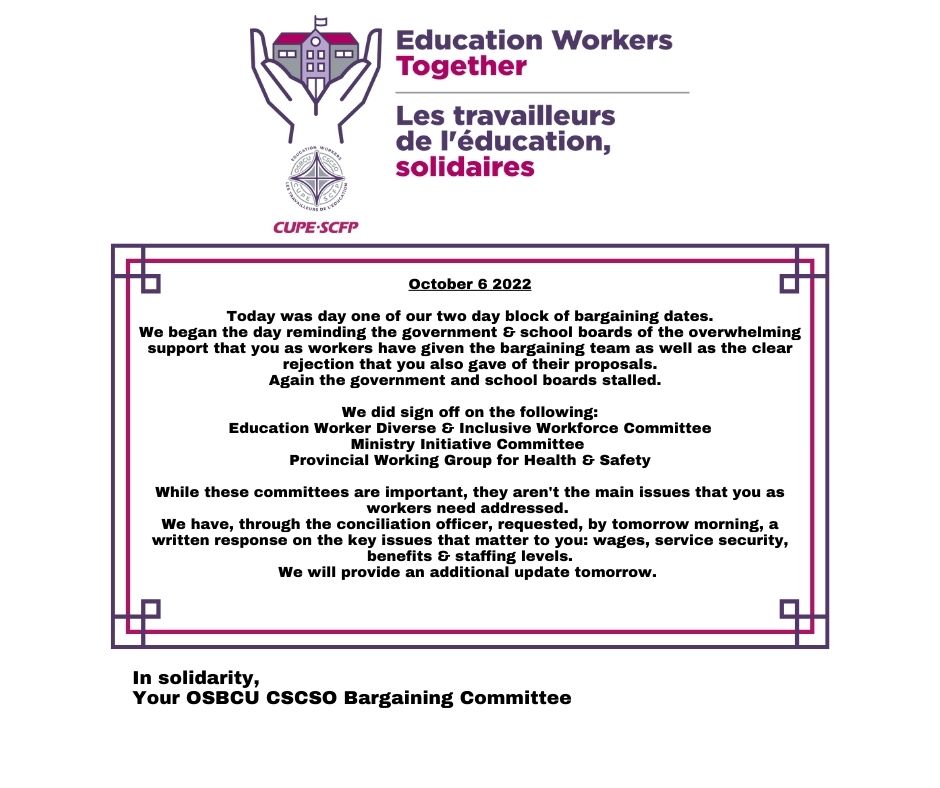 Education Workers
Together
Les travailleurs
de l'éducation,
solidaires
EDUCATION WORKERS
OSBCU CSCSO
CUPE SCFP
LES TRAVAILLEURS DE L'ÉDUCATION
CUPE·SCFP
October 6 2022
Today was day one of our two day block of bargaining dates.
We began the day reminding the government & school boards of the overwhelming
support that you as workers have given the bargaining team as well as the clear
rejection that you also gave of their proposals.
Again the government and school boards stalled.
We did sign off on the following:
Education Worker Diverse & Inclusive Workforce Committee
Ministry Initiative Committee
Provincial Working Group for Health & Safety
While these committees are important, they aren't the main issues that you as
workers need addressed.
We have, through the conciliation officer, requested, by tomorrow morning, a
written response on the key issues that matter to you: wages, service security,
benefits & staffing levels.
We will provide an additional update tomorrow.
In solidarity,
Your OSBCU CSCSO Bargaining Committee